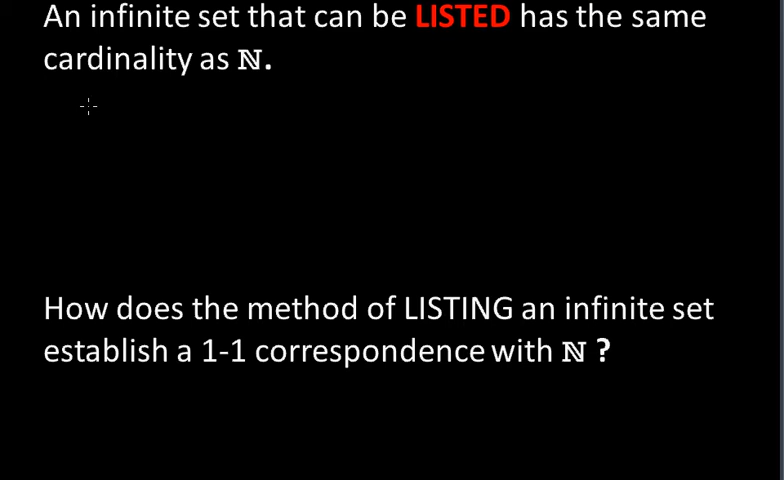 An infinite set that can be LISTED has the same
cardinality as ℕ.
How does the method of LISTING an infinite set
establish a 1-1 correspondence with ℕ ?